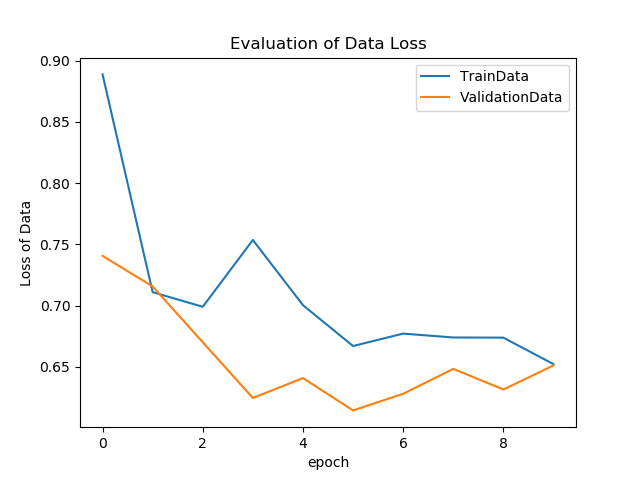 Evaluation of Data Loss
TrainData
ValidationData
0.90
0.85
0.80
0.75
0.70
0.65
Loss of Data
0 2 4 6 8
epoch